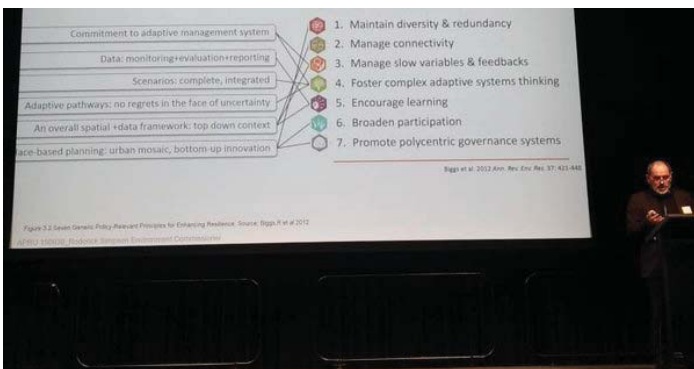 Commitment to adaptive management system
Data: monitoring+evaluation+reporting
Scenarios: complete, integrated
Adaptive pathways: no regrets in the face of uncertainty
An overall spatial +data framework: top down context
lace-based planning: urban mosaic, bottom-up innovation
1. Maintain diversity & redundancy
2. Manage connectivity
3. Manage slow variables & feedbacks
4. Foster complex adaptive systems thinking
5. Encourage learning
6. Broaden participation
7. Promote polycentric governance systems
Biggs et al. 2012 Ann. Rev. Env. Res. 37: 421-448
Figure 3.2 Seven Generic Policy-Relevant Principles for Enhancing Resilience. Source: Biggs, R et al 2012
Roderick Simpson Environment Commissioner